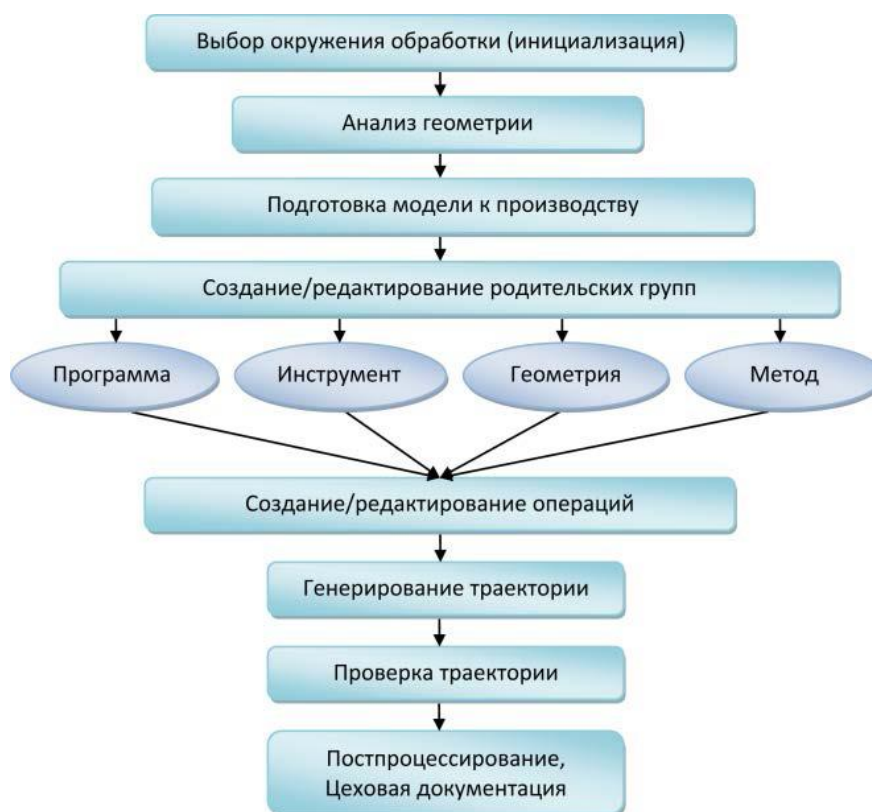 Выбор окружения обработки (инициализация)
Анализ геометрии
Подготовка модели к производству
Создание/редактирование родительских групп
Программа
Инструмент
Геометрия
Метод
Создание/редактирование операций
Генерирование траектории
Проверка траектории
Постпроцессирование,
Цеховая документация